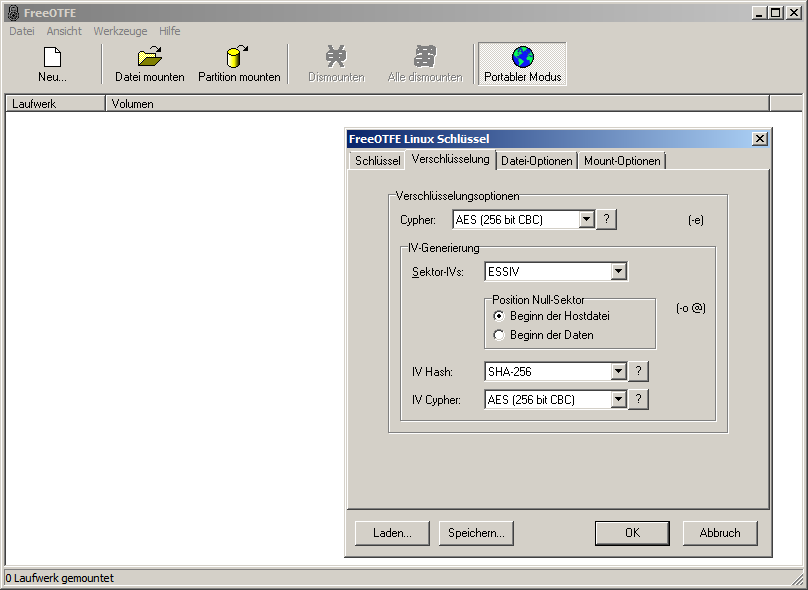 FreeOTFE
Datei Ansicht Werkzeuge Hilfe
Neu... Datei mounten Partition mounten Dismounten Alle dismounten Portabler Modus
Laufwerk Volumen
FreeOTFE Linux Schlüssel
Schlüssel Verschlüsselung Datei-Optionen Mount-Optionen
Verschlüsselungsoptionen
Cypher: AES (256 bit CBC) ? (-e)
IV-Generierung
Sektor-IVs: ESSIV
Position Null-Sektor
Beginn der Hostdatei (-o @)
Beginn der Daten
IV Hash: SHA-256 ?
IV Cypher: AES (256 bit CBC) ?
Laden... Speichern... OK Abbruch
0 Laufwerk gemountet